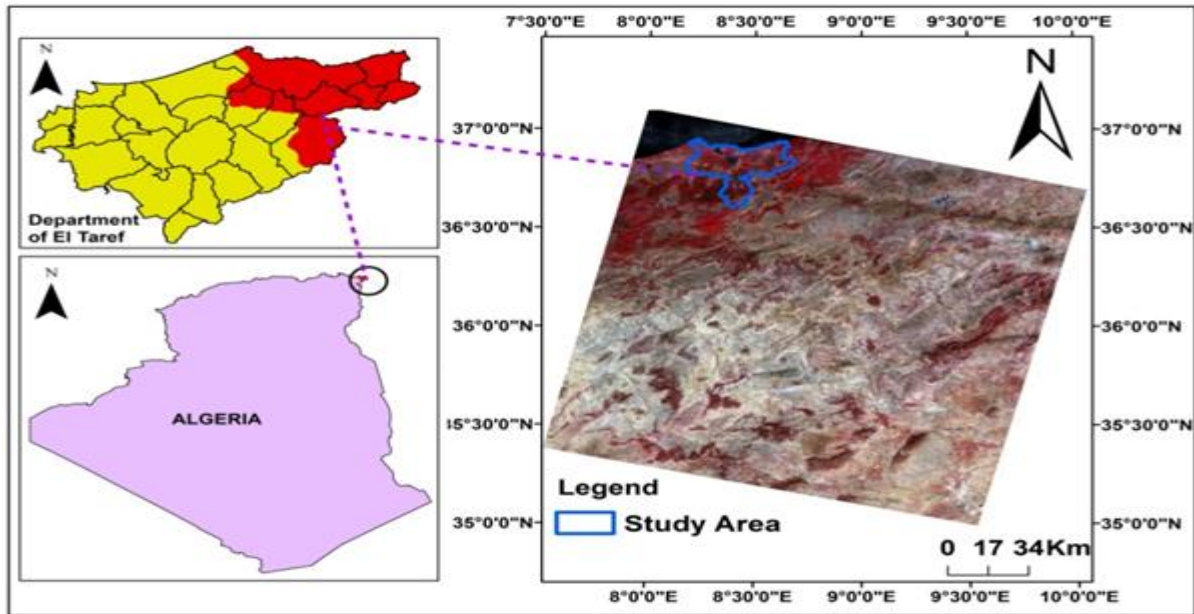 N
Department
of El Taref
N
ALGERIA
7°30'0"E 8°0'0"E 8°30'0"E 9°0'0"E 9°30'0"E 10°0'0"E
N
37°0'0"N 37°0'0"N
36°30'0"N 36°30'0"N
36°0'0"N 36°0'0"N
35°30'0"N 35°30'0"N
35°0'0"N 35°0'0"N
Legend
Study Area
0 17 34Km
8°0'0"E 8°30'0"E 9°0'0"E 9°30'0"E 10°0'0"E